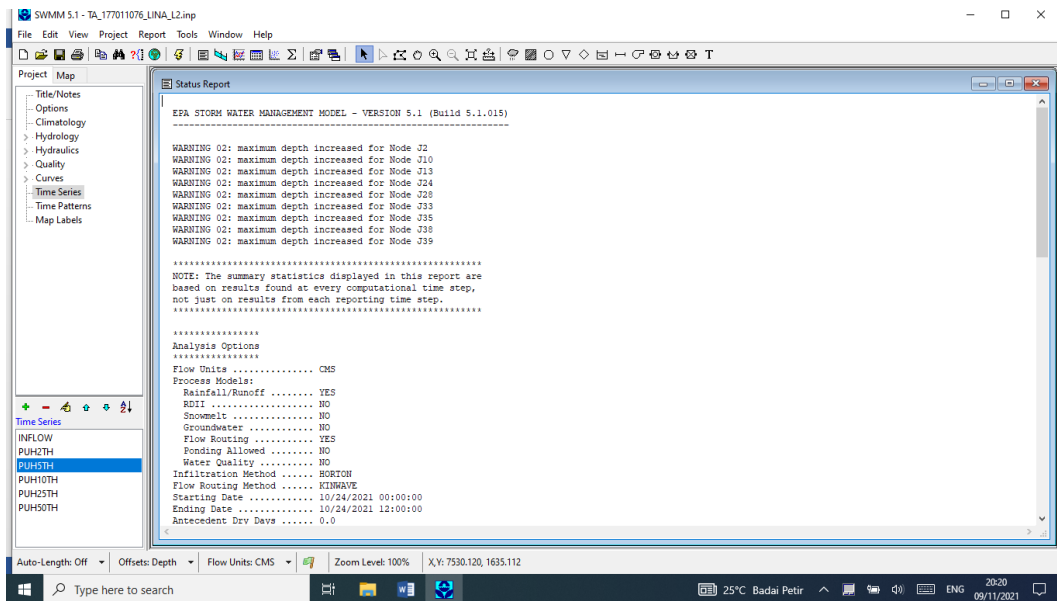 SWMM 5.1 - TA_177011076_LINA_L2.inp
File Edit View Project Report Tools Window Help
Project Map
Title/Notes
Options
Climatology
Hydrology
Hydraulics
Quality
Curves
Time Series
Time Patterns
Map Labels
Time Series
INFLOW
PUH2TH
PUH5TH
PUH10TH
PUH25TH
PUH50TH
Status Report
EPA STORM WATER MANAGEMENT MODEL - VERSION 5.1 (Build 5.1.015)
--------------------------------------------------------------
WARNING 02: maximum depth increased for Node J2
WARNING 02: maximum depth increased for Node J10
WARNING 02: maximum depth increased for Node J13
WARNING 02: maximum depth increased for Node J24
WARNING 02: maximum depth increased for Node J28
WARNING 02: maximum depth increased for Node J33
WARNING 02: maximum depth increased for Node J35
WARNING 02: maximum depth increased for Node J38
WARNING 02: maximum depth increased for Node J39
*********************************************************
NOTE: The summary statistics displayed in this report are
based on results found at every computational time step,
not just on results from each reporting time step.
*********************************************************
****************
Analysis Options
****************
Flow Units ............... CMS
Process Models:
Rainfall/Runoff ........ YES
RDII ................... NO
Snowmelt ............... NO
Groundwater ............ NO
Flow Routing ........... YES
Ponding Allowed ........ NO
Water Quality .......... NO
Infiltration Method ...... HORTON
Flow Routing Method ...... KINWAVE
Starting Date ............ 10/24/2021 00:00:00
Ending Date .............. 10/24/2021 12:00:00
Antecedent Dry Days ...... 0.0
Auto-Length: Off Offsets: Depth Flow Units: CMS Zoom Level: 100% X,Y: 7530.120, 1635.112
Type here to search 25°C Badai Petir ENG 20:20
09/11/2021